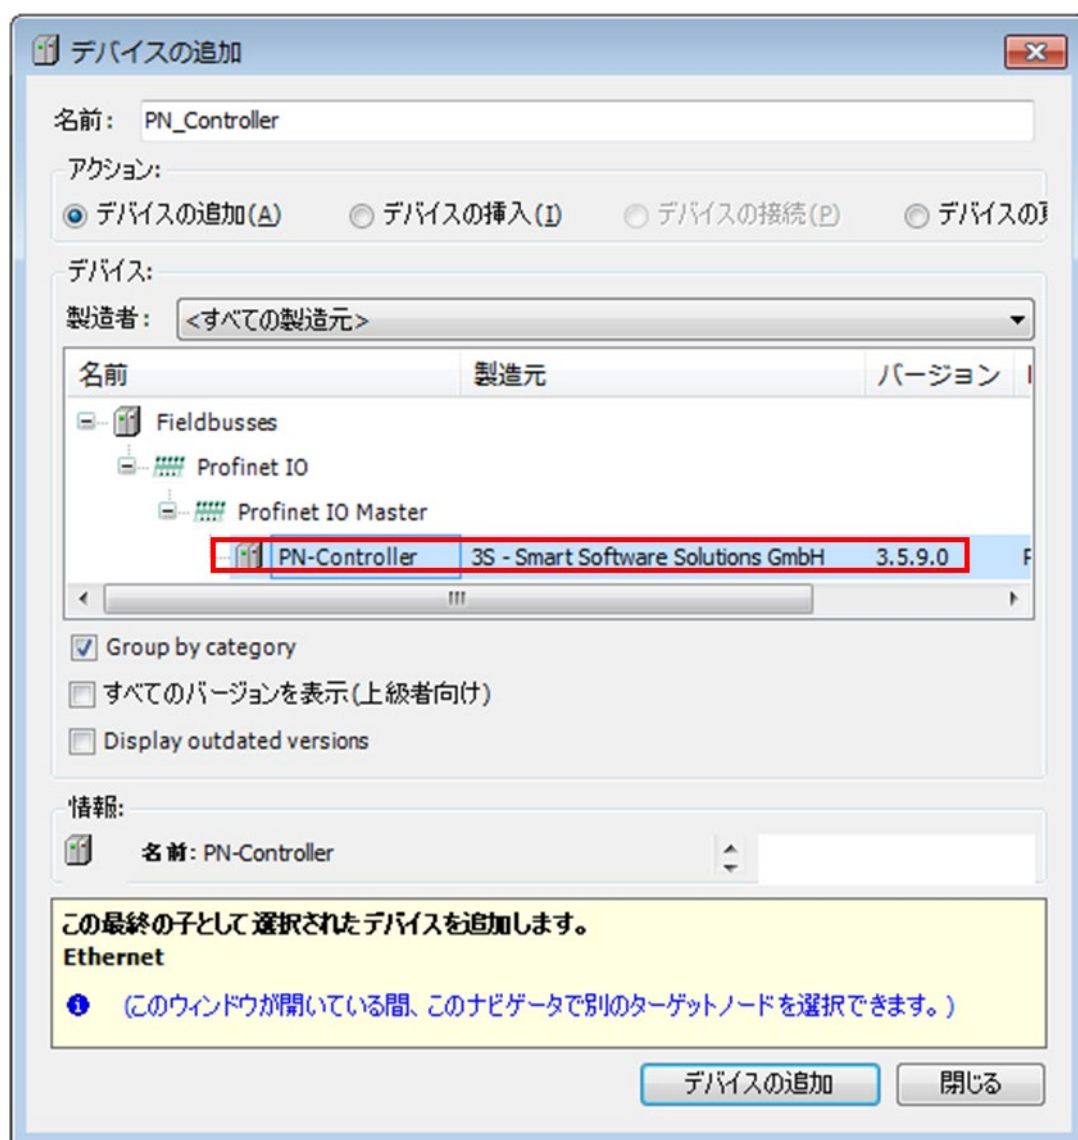 デバイスの追加
名前: PN_Controller
アクション:
デバイスの追加(A) デバイスの挿入(I) デバイスの接続(P) デバイスの
デバイス:
製造者: <すべての製造元>
名前 製造元 バージョン
Fieldbusses
Profinet IO
Profinet IO Master
PN-Controller 3S - Smart Software Solutions GmbH 3.5.9.0
Group by category
すべてのバージョンを表示(上級者向け)
Display outdated versions
情報:
名前: PN-Controller
この最終の子として選択されたデバイスを追加します。
Ethernet
(このウィンドウが開いている間、このナビゲータで別のターゲットノードを選択できます。)
デバイスの追加 閉じる